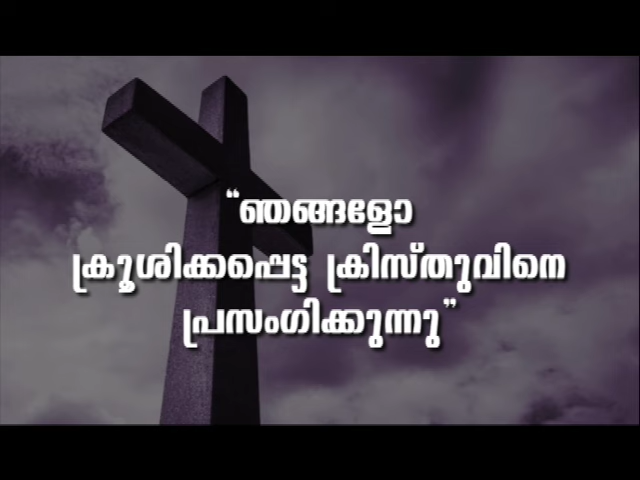 “ഞങ്ങളോ
ക്രൂശിക്കപ്പെട്ട ക്രിസ്തുവിനെ
പ്രസംഗിക്കുന്നു”